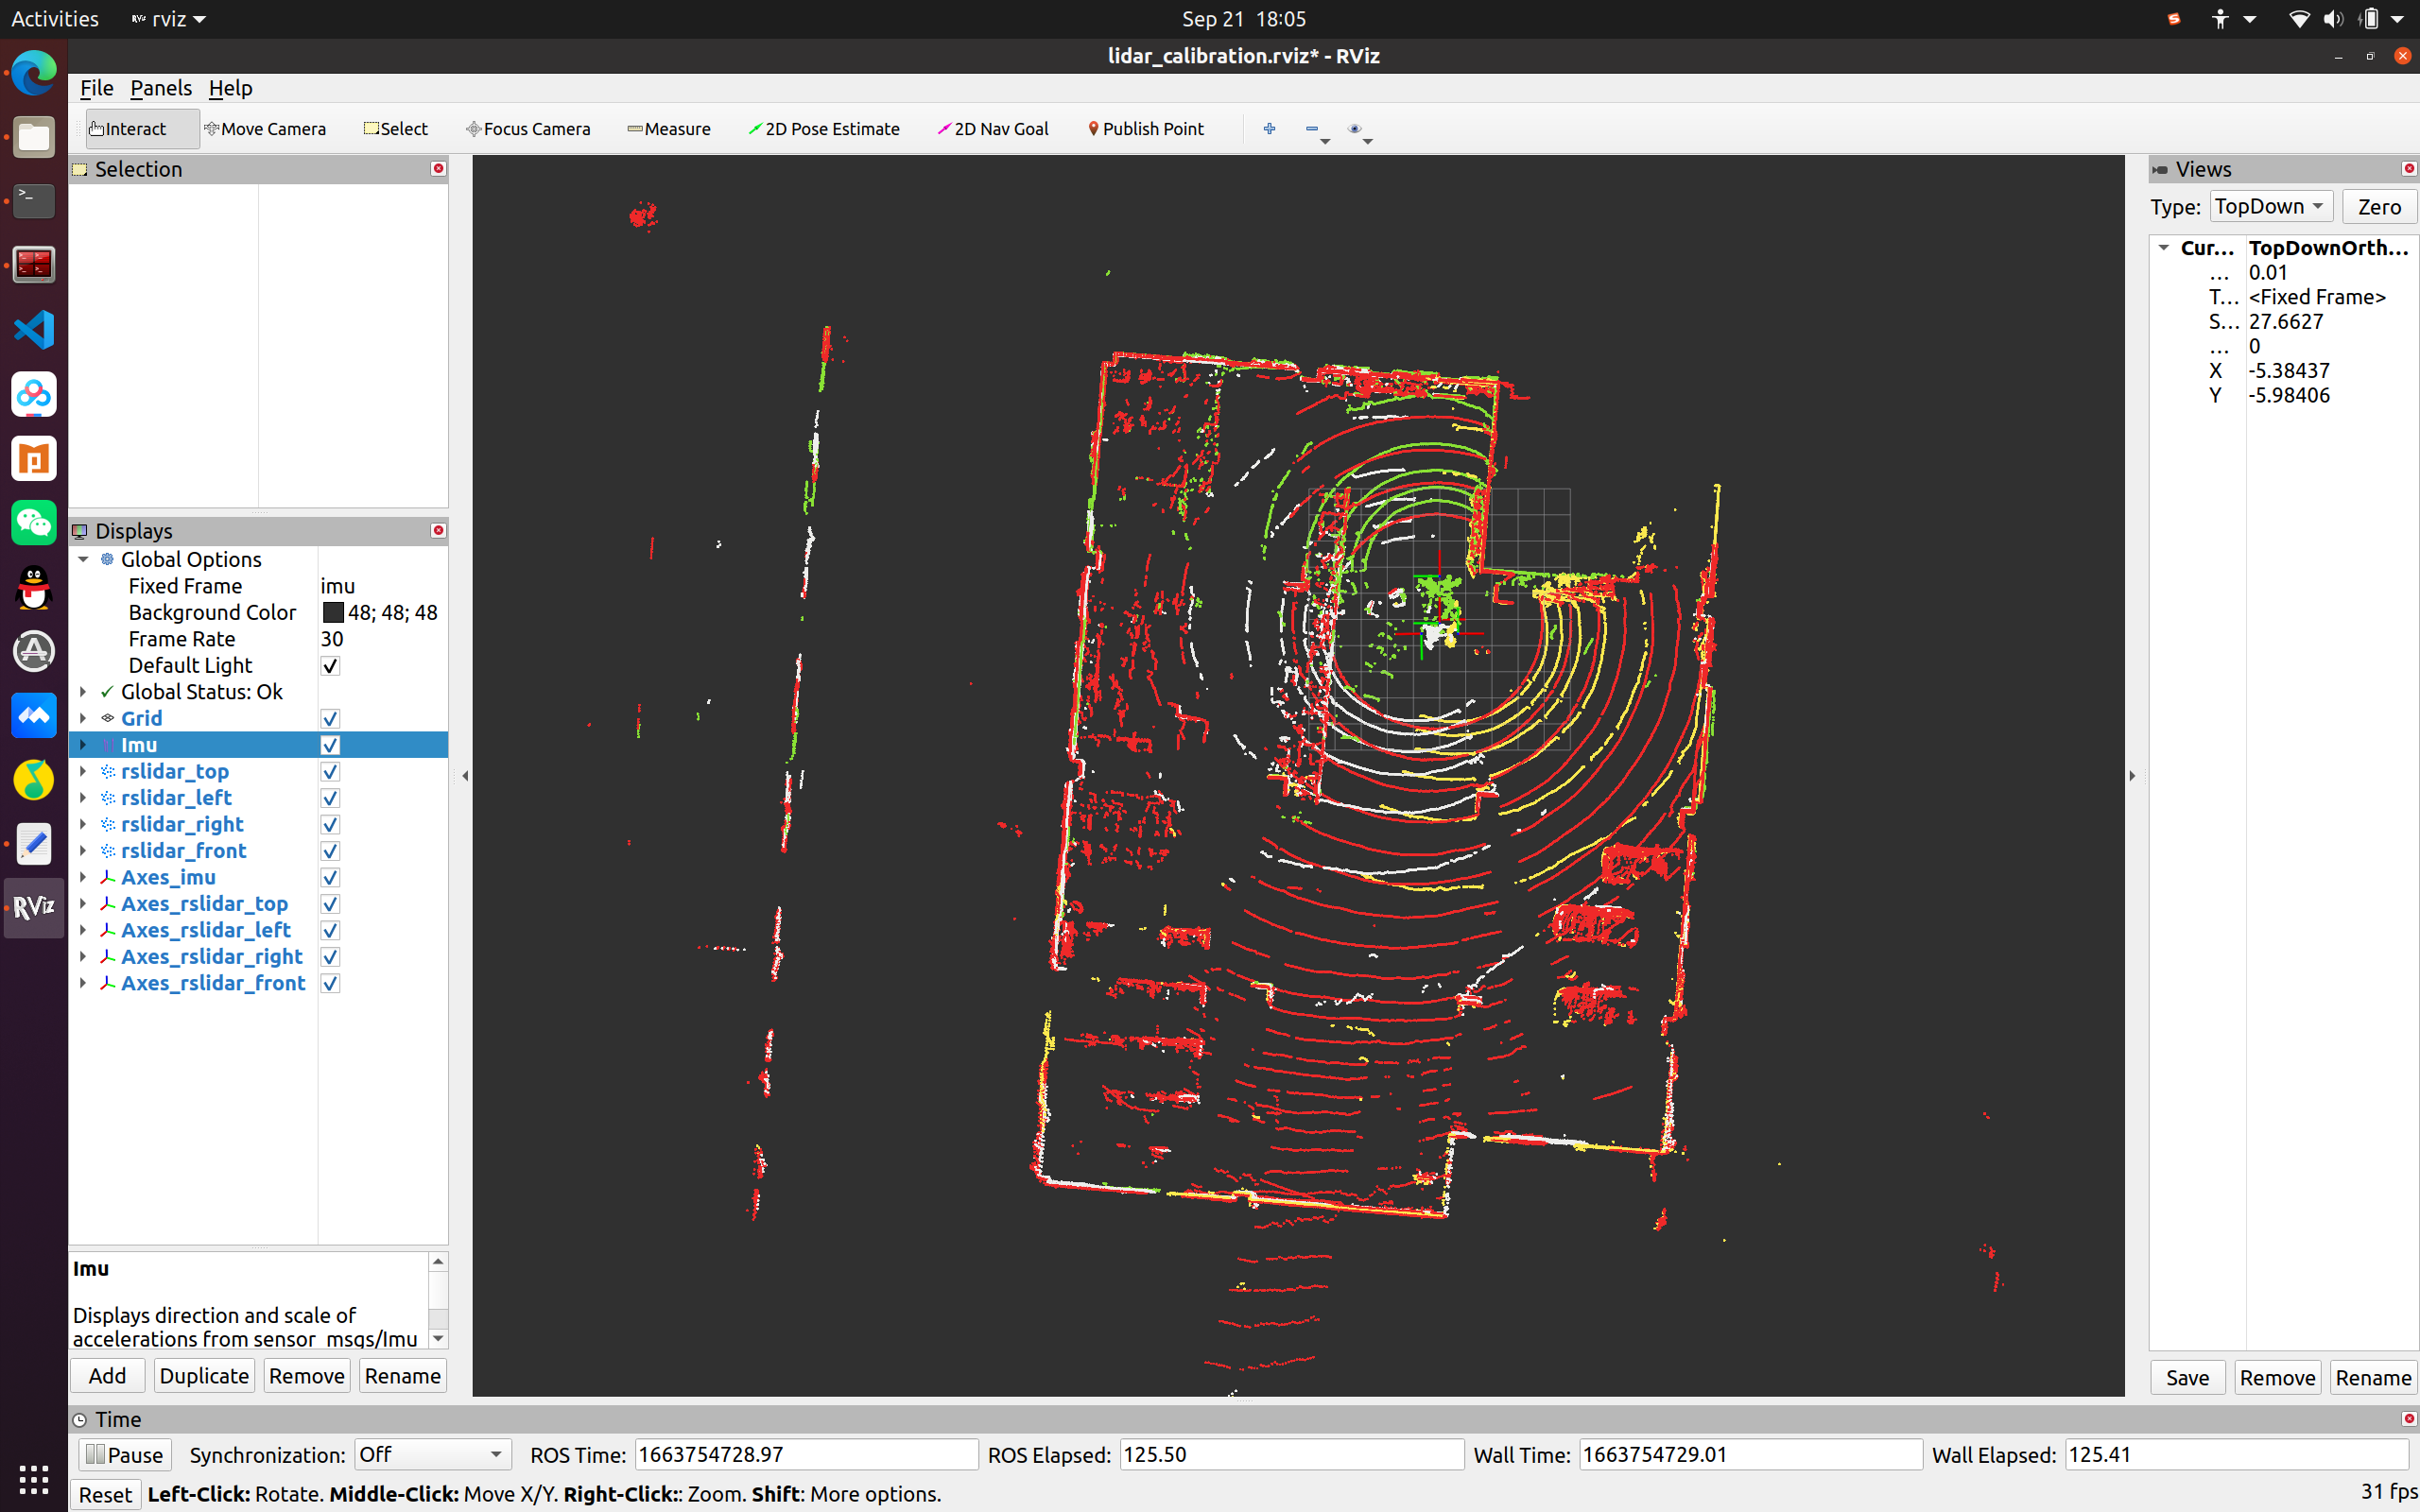 Activities
RViz rviz
Sep 21 18:05
lidar_calibration.rviz* - RViz
File Panels Help
Interact Move Camera Select Focus Camera Measure 2D Pose Estimate 2D Nav Goal Publish Point
Selection
Displays
Global Options
Fixed Frame imu
Background Color 48; 48; 48
Frame Rate 30
Default Light
Global Status: Ok
Grid
Imu
rslidar_top
rslidar_left
rslidar_right
rslidar_front
Axes_imu
Axes_rslidar_top
Axes_rslidar_left
Axes_rslidar_right
Axes_rslidar_front
Imu
Displays direction and scale of
accelerations from sensor_msgs/Imu
Add Duplicate Remove Rename
Views
Type: TopDown Zero
Cur... TopDownOrth...
... 0.01
T... <Fixed Frame>
S... 27.6627
... 0
X -5.38437
Y -5.98406
Save Remove Rename
RViz
Time
Pause Synchronization: Off ROS Time: 1663754728.97 ROS Elapsed: 125.50 Wall Time: 1663754729.01 Wall Elapsed: 125.41
Reset Left-Click: Rotate. Middle-Click: Move X/Y. Right-Click:: Zoom. Shift: More options. 31 fps